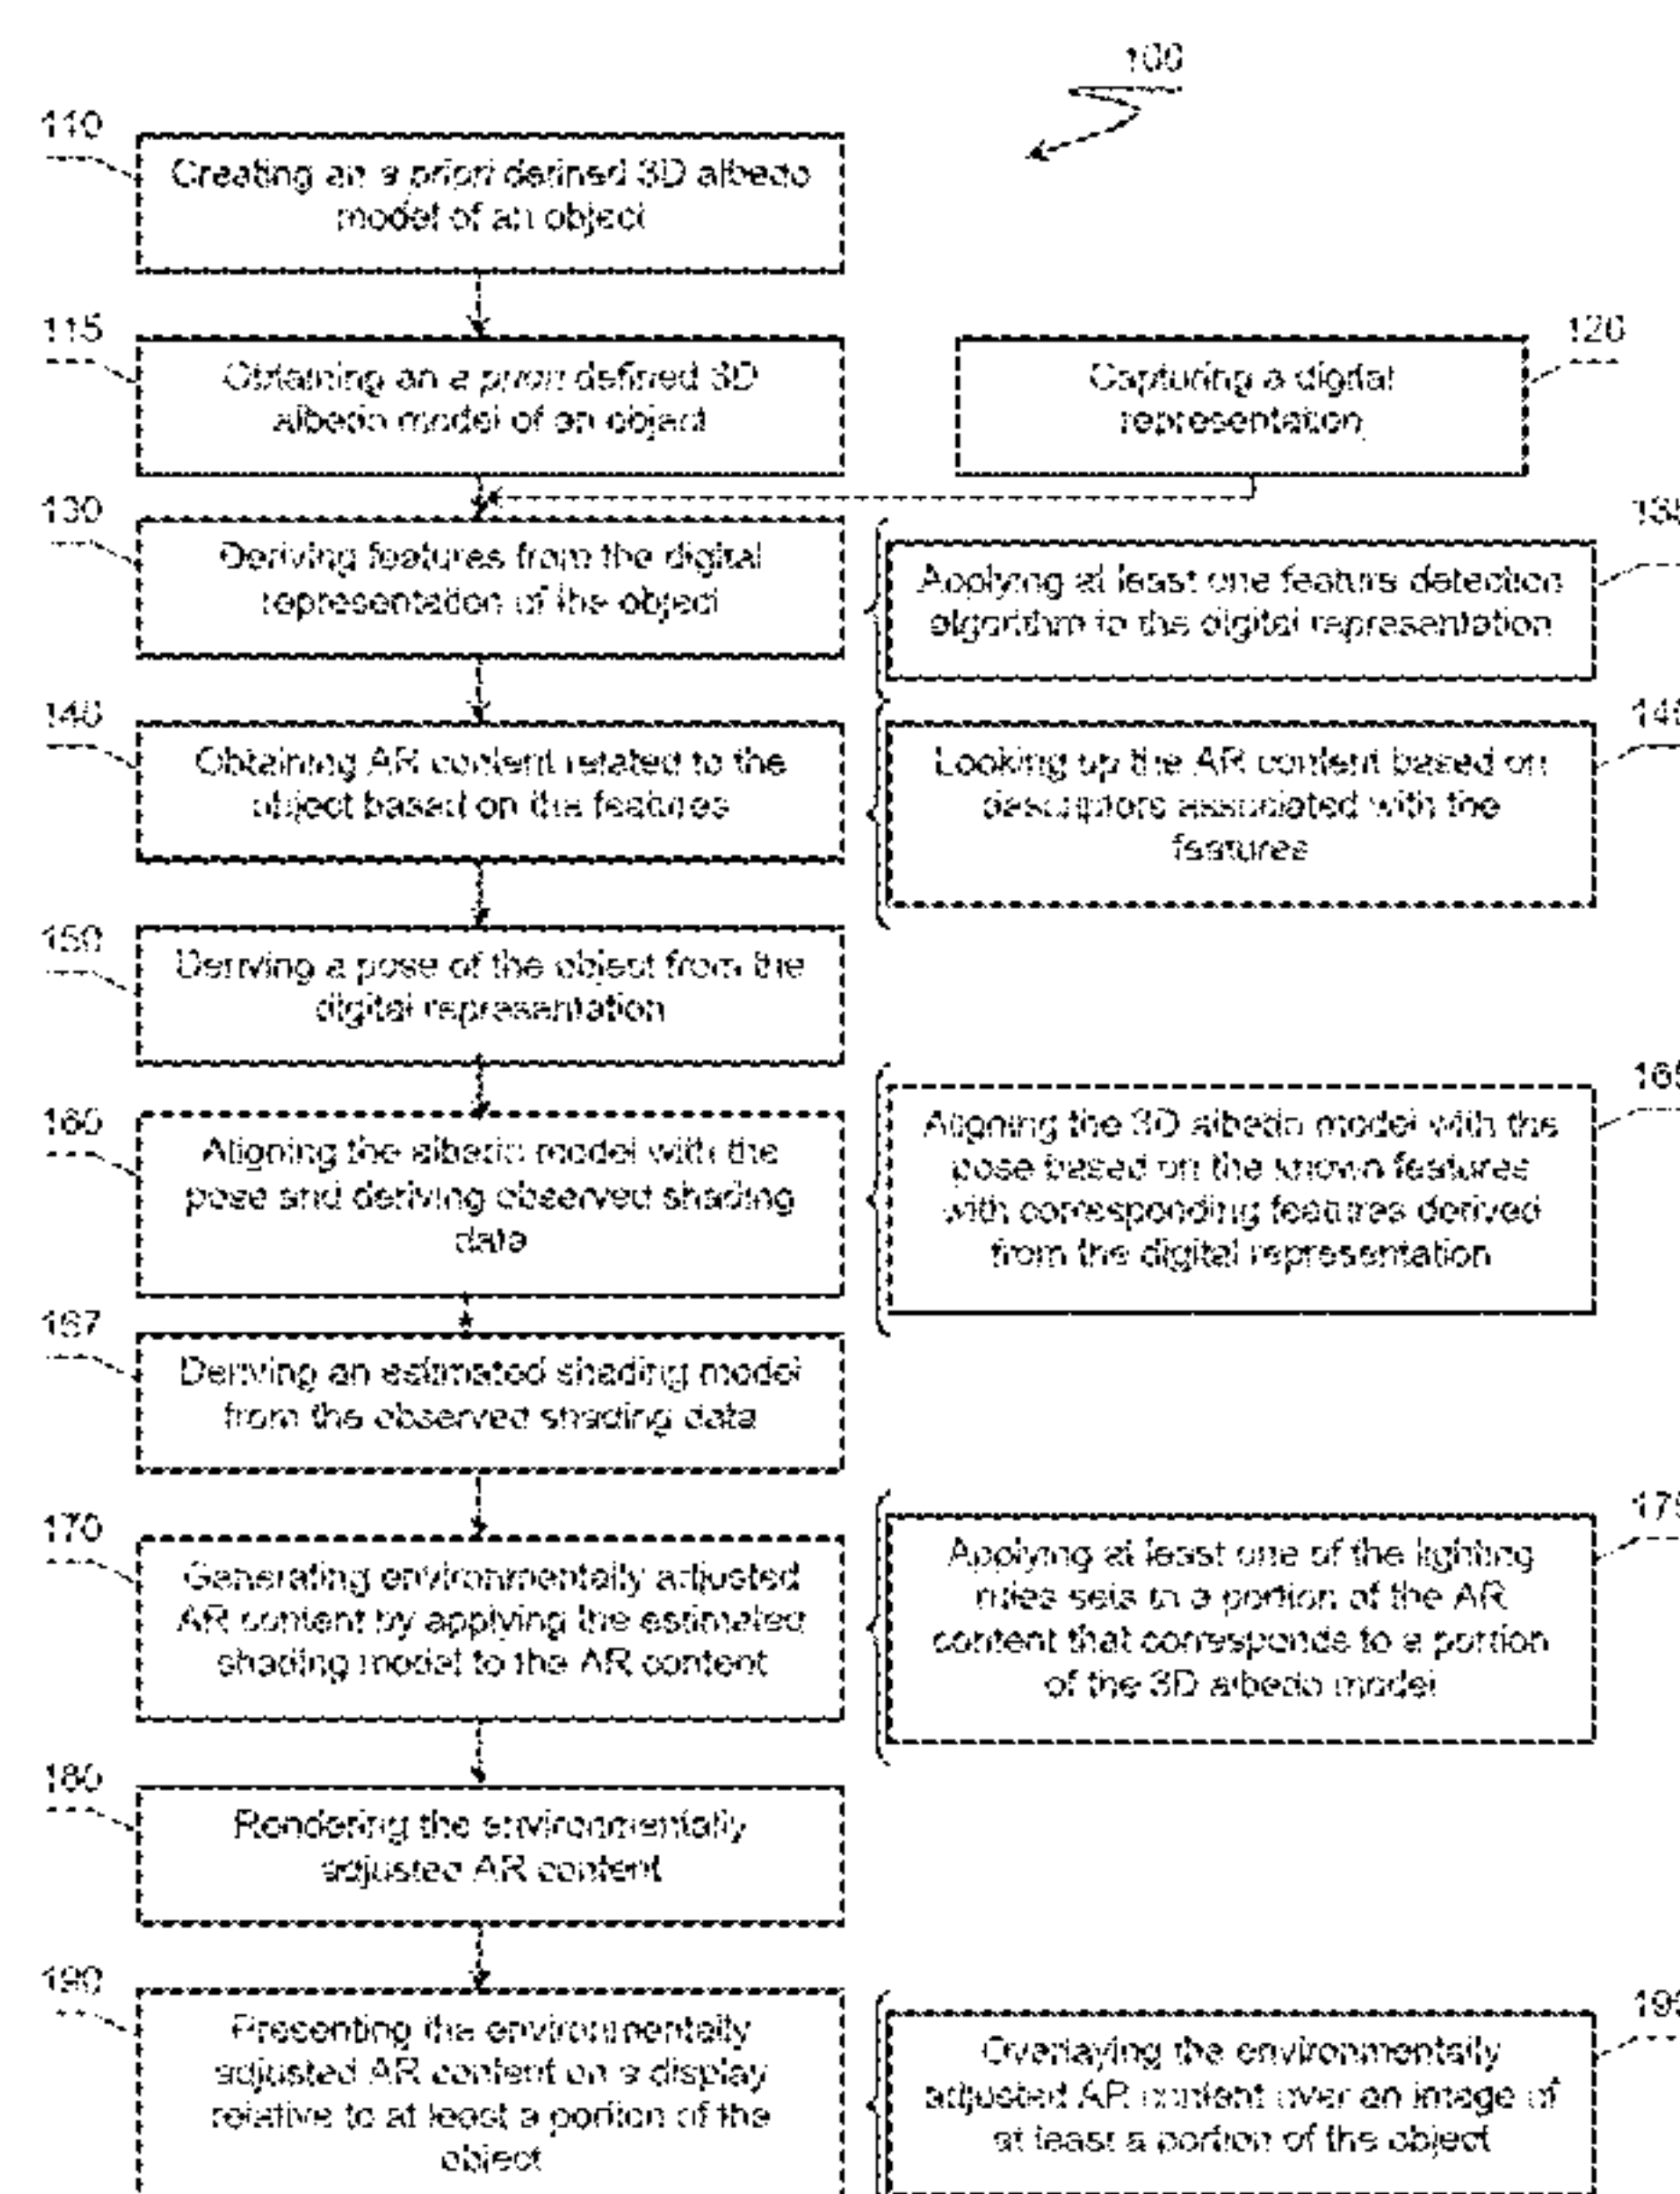 100
110
Creating an a priori defined 3D albedo
model of an object
115
Obtaining an a priori defined 3D
albedo model of an object
120
Capturing a digital
representation
130
Deriving features from the digital
representation of the object
Applying at least one feature detection
algorithm to the digital representation
140
Obtaining AR content related to the
object based on the features
Looking up the AR content based on
descriptors associated with the
features
150
Deriving a pose of the object from the
digital representation
160
Aligning the albedo model with the
pose and deriving observed shading
data
165
Aligning the 3D albedo model with the
pose based on the known features
with corresponding features derived
from the digital representation
167
Deriving an estimated shading model
from the observed shading data
170
Generating environmentally adjusted
AR content by applying the estimated
shading model to the AR content
175
Applying at least one of the lighting
rules sets to a portion of the AR
content that corresponds to a portion
of the 3D albedo model
180
Rendering the environmentally
adjusted AR content
190
Presenting the environmentally
adjusted AR content on a display
relative to at least a portion of the
object
Overlaying the environmentally
adjusted AR content over an image of
at least a portion of the object